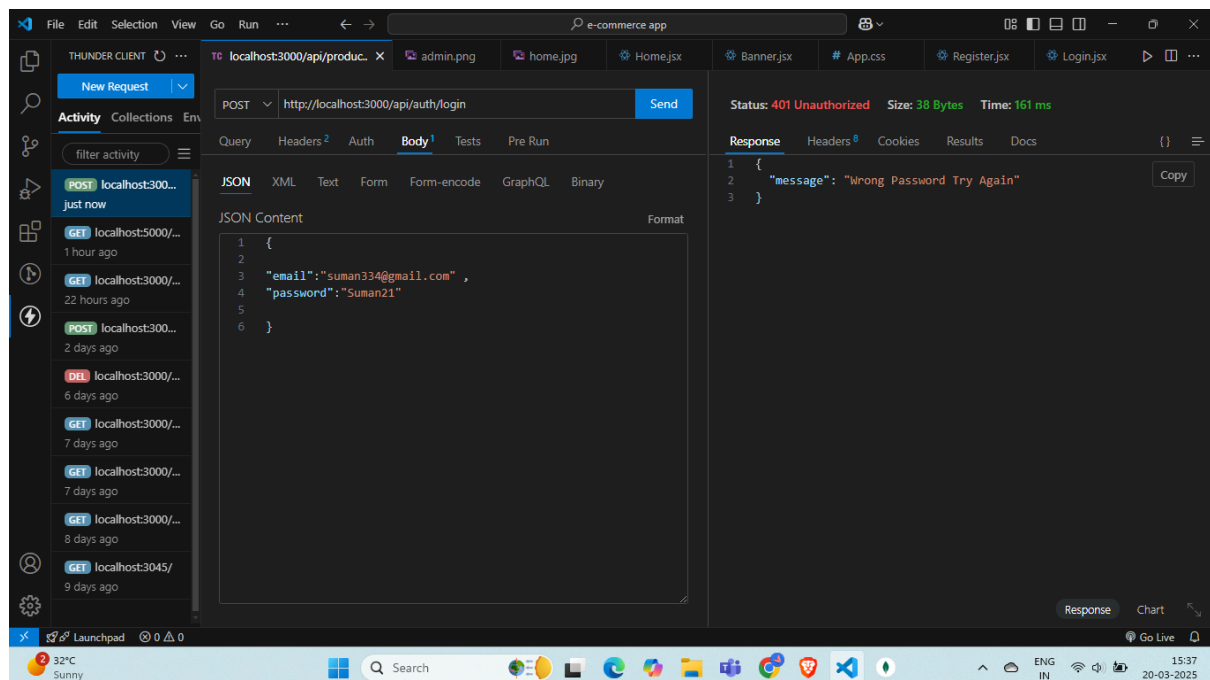 File Edit Selection View Go Run ··· ← → e-commerce app
THUNDER CLIENT ···
New Request
Activity Collections Env
filter activity
POST localhost:300...
just now
GET localhost:5000/...
1 hour ago
GET localhost:3000/...
22 hours ago
POST localhost:300...
2 days ago
DEL localhost:3000/...
6 days ago
GET localhost:3000/...
7 days ago
GET localhost:3000/...
7 days ago
GET localhost:3000/...
8 days ago
GET localhost:3045/
9 days ago
TC localhost:3000/api/produc.. × admin.png home.jpg Home.jsx Banner.jsx # App.css Register.jsx Login.jsx ···
POST http://localhost:3000/api/auth/login Send
Query Headers 2 Auth Body 1 Tests Pre Run
JSON XML Text Form Form-encode GraphQL Binary
JSON Content Format
1 {
2
3 "email":"suman334@gmail.com" ,
4 "password":"Suman21"
5
6 }
Status: 401 Unauthorized Size: 38 Bytes Time: 161 ms
Response Headers 8 Cookies Results Docs { }
1 {
2 "message": "Wrong Password Try Again"
3 }
Copy
Response Chart
Launchpad 0 0 Go Live
2
32°C
Sunny
Search
ENG
IN
15:37
20-03-2025